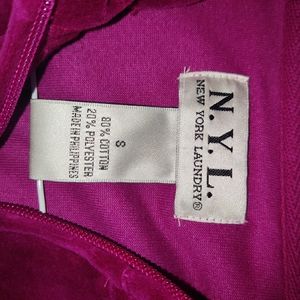 N.Y.L.
NEW YORK LAUNDRY®
S
80% COTTON
20% POLYESTER
MADE IN PHILIPPINES